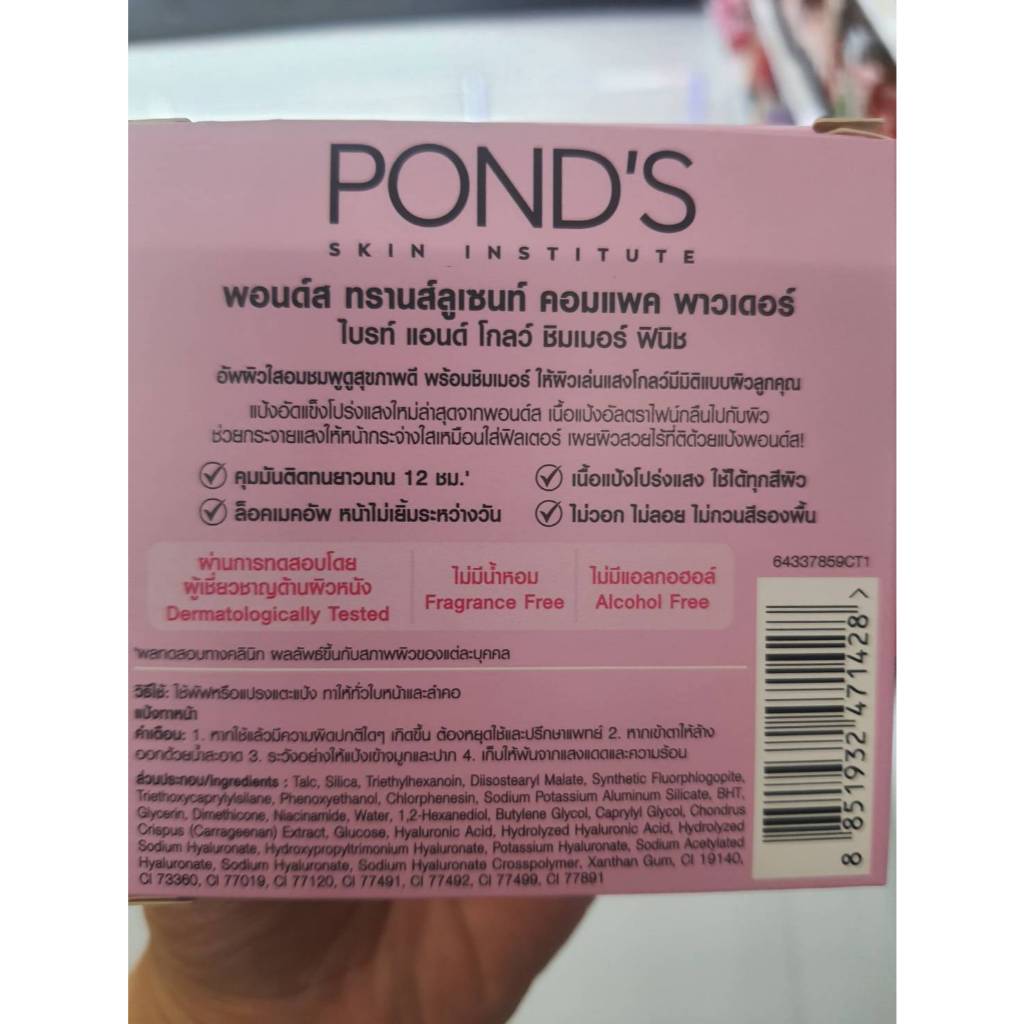 POND'S
SKIN INSTITUTE
พอนด์ส ทรานส์ลูเซนท์ คอมแพค พาวเดอร์
ไบรท์ แอนด์ โกลว์ ชิมเมอร์ ฟินิช
อัพผิวใสอมชมพูดูสุขภาพดี พร้อมชิมเมอร์ ให้ผิวเล่นแสงโกลว์มีมิติแบบผิวลูกคุณ
แป้งอัดแข็งโปร่งแสงใหม่ล่าสุดจากพอนด์ส เนื้อแป้งอัลตร้าไฟน์กลืนไปกับผิว
ช่วยกระจายแสงให้หน้ากระจ่างใสเหมือนใส่ฟิลเตอร์ เผยผิวสวยไร้ที่ติด้วยแป้งพอนด์ส!
คุมมันติดทนยาวนาน 12 ชม.* เนื้อแป้งโปร่งแสง ใช้ได้ทุกสีผิว
ล็อคเมคอัพ หน้าไม่เยิ้มระหว่างวัน ไม่วอก ไม่ลอย ไม่กวนสีรองพื้น
ผ่านการทดสอบโดย
ผู้เชี่ยวชาญด้านผิวหนัง
Dermatologically Tested
ไม่มีน้ำหอม
Fragrance Free
ไม่มีแอลกอฮอล์
Alcohol Free
64337859CT1
*ผลทดสอบทางคลินิก ผลลัพธ์ขึ้นกับสภาพผิวของแต่ละบุคคล
วิธีใช้: ใช้พัฟหรือแปรงแตะแป้ง ทาให้ทั่วใบหน้าและลำคอ
แป้งทาหน้า
คำเตือน: 1. หากใช้แล้วมีความผิดปกติใดๆ เกิดขึ้น ต้องหยุดใช้และปรึกษาแพทย์ 2. หากเข้าตาให้ล้าง
ออกด้วยน้ำสะอาด 3. ระวังอย่าให้แป้งเข้าจมูกและปาก 4. เก็บให้พ้นจากแสงแดดและความร้อน
ส่วนประกอบ/Ingredients : Talc, Silica, Triethylhexanoin, Diisostearyl Malate, Synthetic Fluorphlogopite,
Triethoxycaprylylsilane, Phenoxyethanol, Chlorphenesin, Sodium Potassium Aluminum Silicate, BHT,
Glycerin, Dimethicone, Niacinamide, Water, 1,2-Hexanediol, Butylene Glycol, Caprylyl Glycol, Chondrus
Crispus (Carrageenan) Extract, Glucose, Hyaluronic Acid, Hydrolyzed Hyaluronic Acid, Hydrolyzed
Sodium Hyaluronate, Hydroxypropyltrimonium Hyaluronate, Potassium Hyaluronate, Sodium Acetylated
Hyaluronate, Sodium Hyaluronate, Sodium Hyaluronate Crosspolymer, Xanthan Gum, CI 19140,
CI 73360, CI 77019, CI 77120, CI 77491, CI 77492, CI 77499, CI 77891
8 851932 471428 >